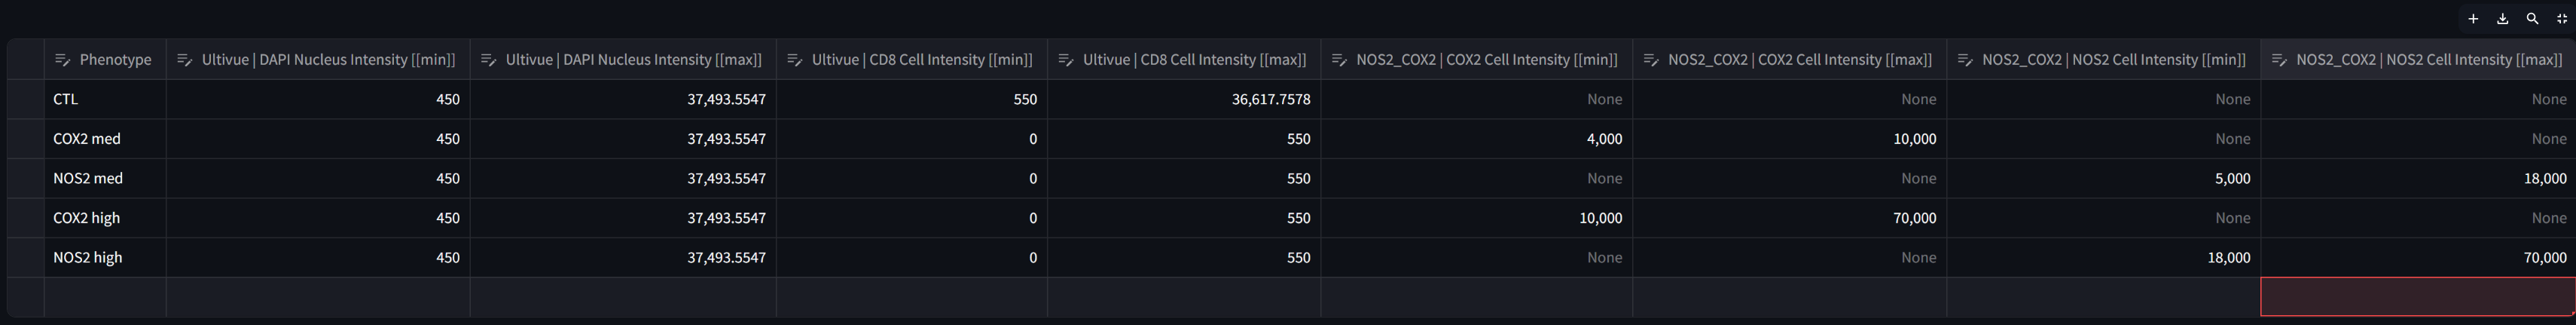 Phenotype Ultivue | DAPI Nucleus Intensity [[min]] Ultivue | DAPI Nucleus Intensity [[max]] Ultivue | CD8 Cell Intensity [[min]] Ultivue | CD8 Cell Intensity [[max]] NOS2_COX2 | COX2 Cell Intensity [[min]] NOS2_COX2 | COX2 Cell Intensity [[max]] NOS2_COX2 | NOS2 Cell Intensity [[min]] NOS2_COX2 | NOS2 Cell Intensity [[max]]
CTL 450 37,493.5547 550 36,617.7578 None None None None
COX2 med 450 37,493.5547 0 550 4,000 10,000 None None
NOS2 med 450 37,493.5547 0 550 None None 5,000 18,000
COX2 high 450 37,493.5547 0 550 10,000 70,000 None None
NOS2 high 450 37,493.5547 0 550 None None 18,000 70,000